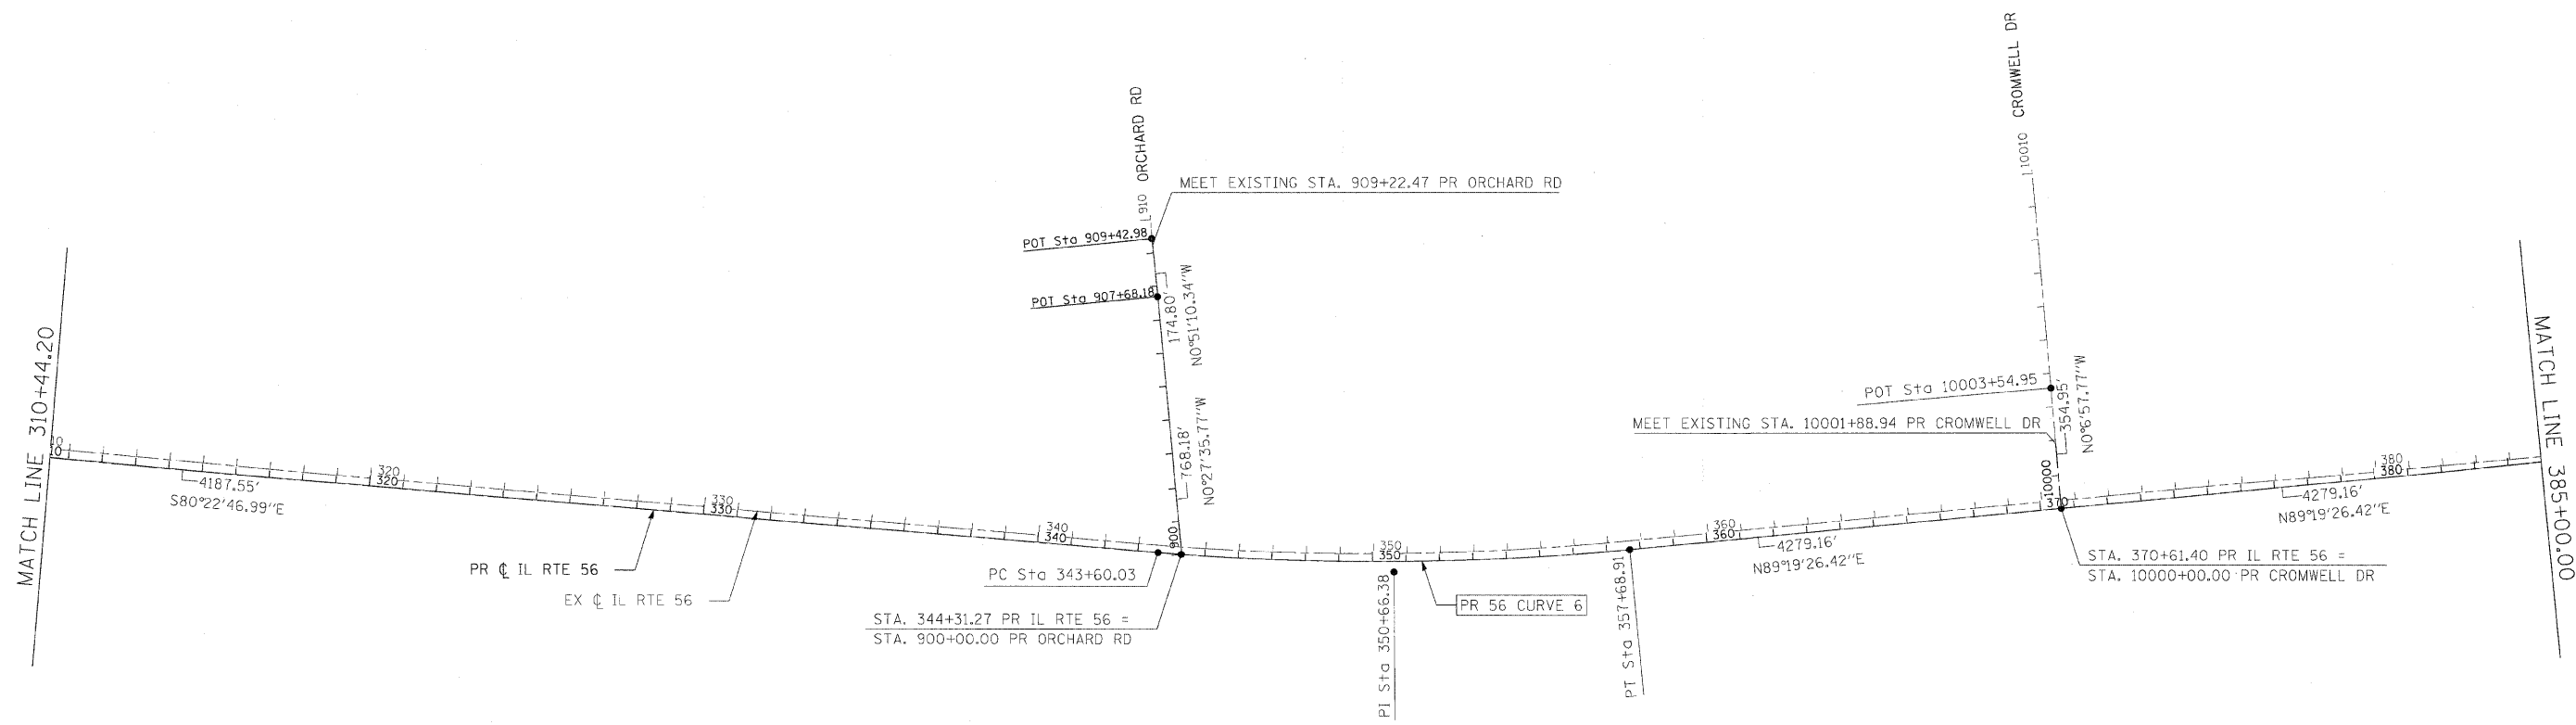 CROMWELL DR
10010
ORCHARD RD
910
MEET EXISTING STA. 909+22.47 PR ORCHARD RD
POT Sta 909+42.98
POT Sta 907+68.18
174.80'
N0°51'10.34"W
768.18'
N0°27'35.77"W
900
MATCH LINE 310+44.20
4187.55'
S80°22'46.99"E
320
320
330
330
340
340
350
350
360
360
370
380
380
PR ℄ IL RTE 56
EX ℄ IL RTE 56
PC Sta 343+60.03
STA. 344+31.27 PR IL RTE 56 =
STA. 900+00.00 PR ORCHARD RD
PI Sta 350+66.38
PR 56 CURVE 6
PT Sta 357+68.91
4279.16'
N89°19'26.42"E
POT Sta 10003+54.95
MEET EXISTING STA. 10001+88.94 PR CROMWELL DR
354.95'
N0°6'57.77"W
10000
STA. 370+61.40 PR IL RTE 56 =
STA. 10000+00.00 PR CROMWELL DR
4279.16'
N89°19'26.42"E
MATCH LINE 385+00.00